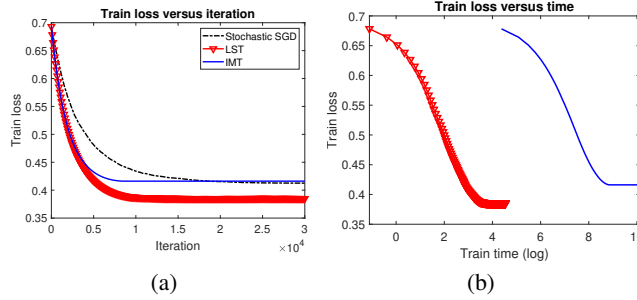 Train loss versus iteration
0.7
0.65
0.6
0.55
0.5
0.45
0.4
0.35
Train loss
Stochastic SGD
LST
IMT
0 0.5 1 1.5 2 2.5 3
×10⁴
Iteration
(a)
Train loss versus time
0.7
0.65
0.6
0.55
0.5
0.45
0.4
0.35
Train loss
0 2 4 6 8 10
Train time (log)
(b)